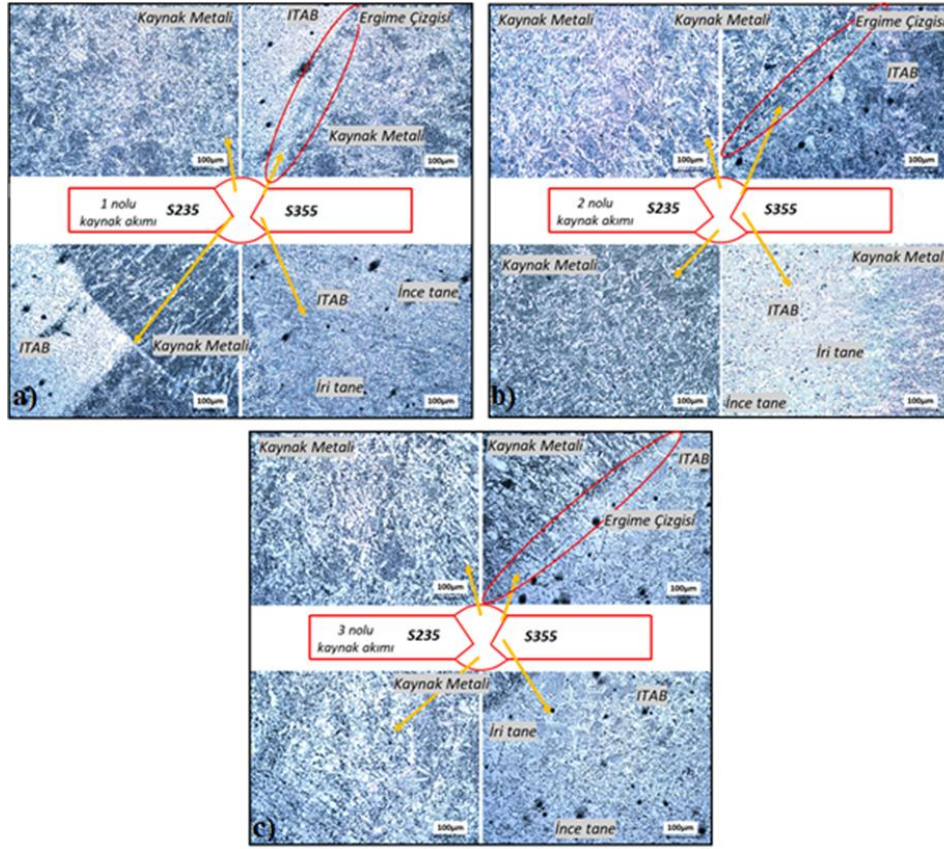 Kaynak Metali
ITAB
Ergime Çizgisi
Kaynak Metali
100µm
100µm
1 nolu
kaynak akımı
S235
S355
ITAB
Kaynak Metali
ITAB
İnce tane
İri tane
a)
100µm
100µm
Kaynak Metali
Kaynak Metali
Ergime Çizgisi
ITAB
100µm
100µm
2 nolu
kaynak akımı
S235
S355
Kaynak Metali
Kaynak Metali
ITAB
İri tane
İnce tane
b)
100µm
100µm
Kaynak Metali
Kaynak Metali
ITAB
Ergime Çizgisi
100µm
100µm
3 nolu
kaynak akımı
S235
S355
Kaynak Metali
ITAB
İri tane
İnce tane
c)
100µm
100µm